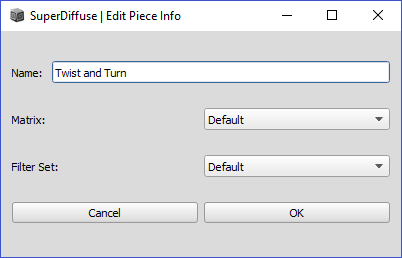 SuperDiffuse | Edit Piece Info
Name: Twist and Turn
Matrix: Default
Filter Set: Default
Cancel OK